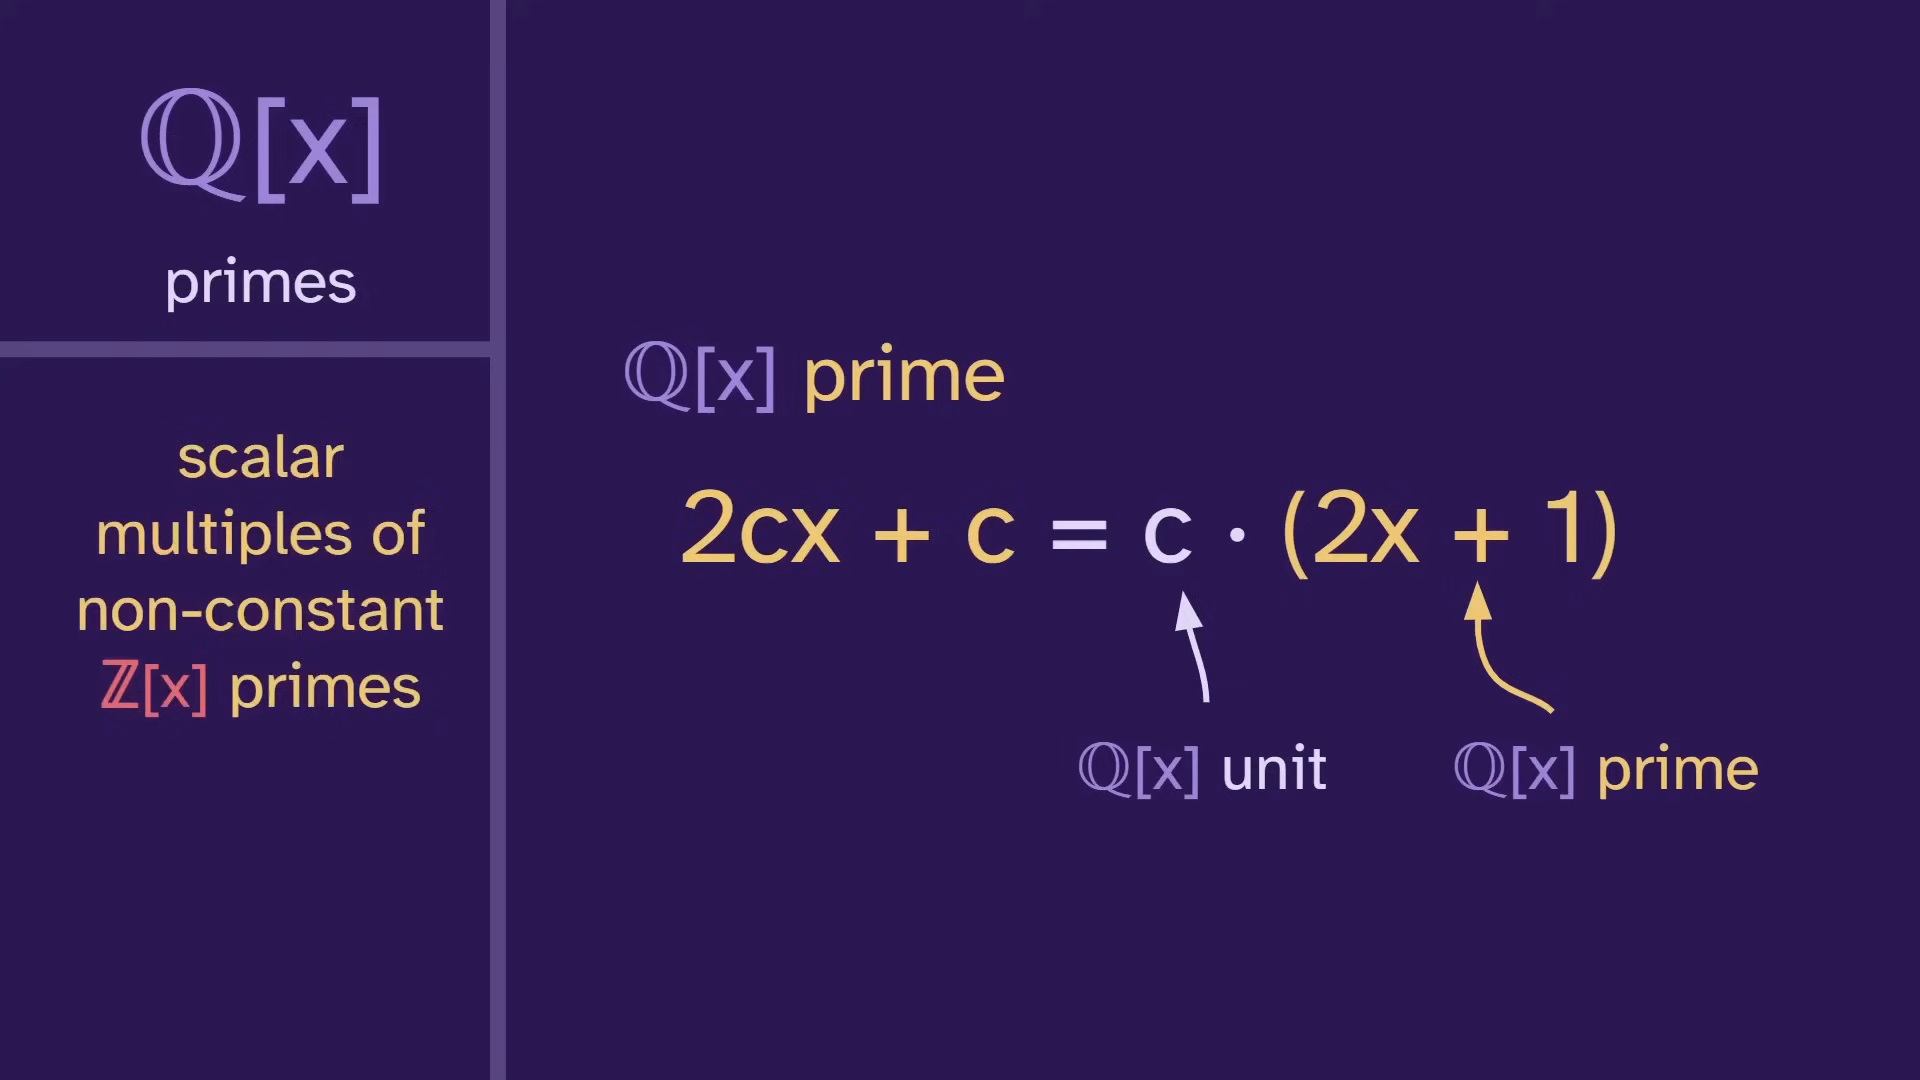 ℚ[x]
primes
scalar
multiples of
non-constant
ℤ[x] primes
ℚ[x] prime
2cx + c = c · (2x + 1)
ℚ[x] unit
ℚ[x] prime